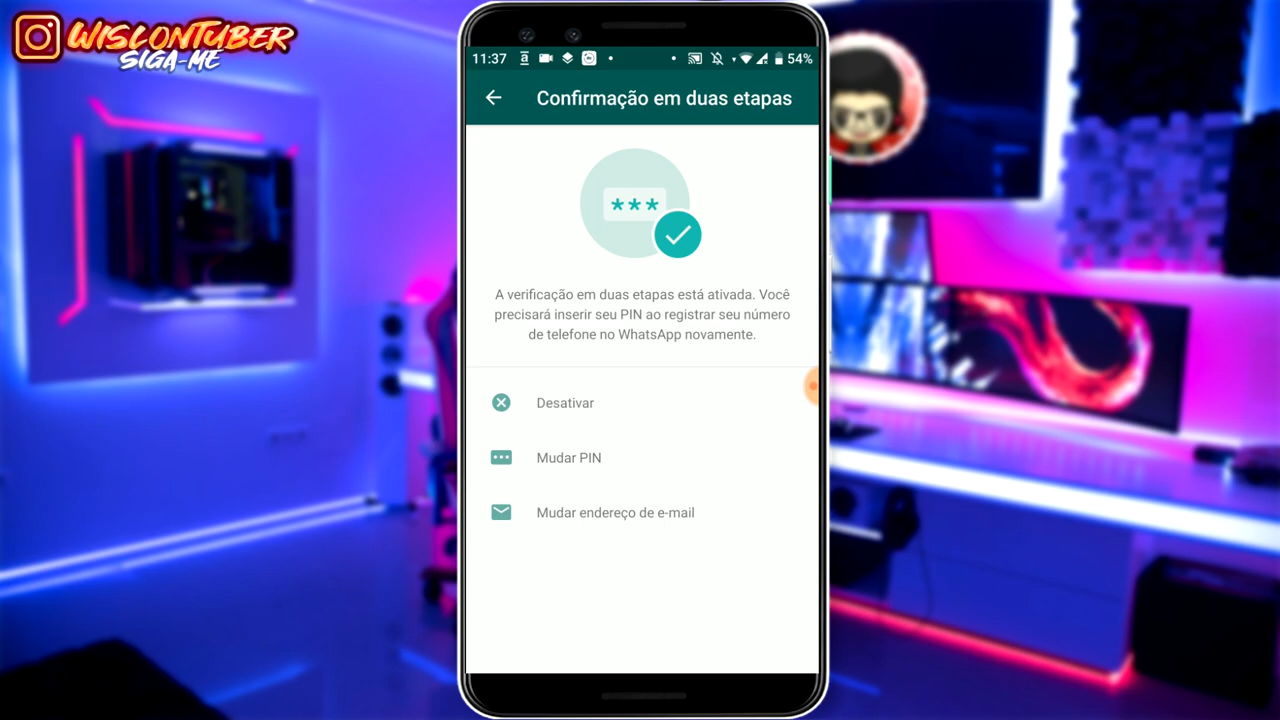 WISLONTUBER
SIGA-ME
11:37
54%
Confirmação em duas etapas
***
A verificação em duas etapas está ativada. Você
precisará inserir seu PIN ao registrar seu número
de telefone no WhatsApp novamente.
Desativar
Mudar PIN
Mudar endereço de e-mail